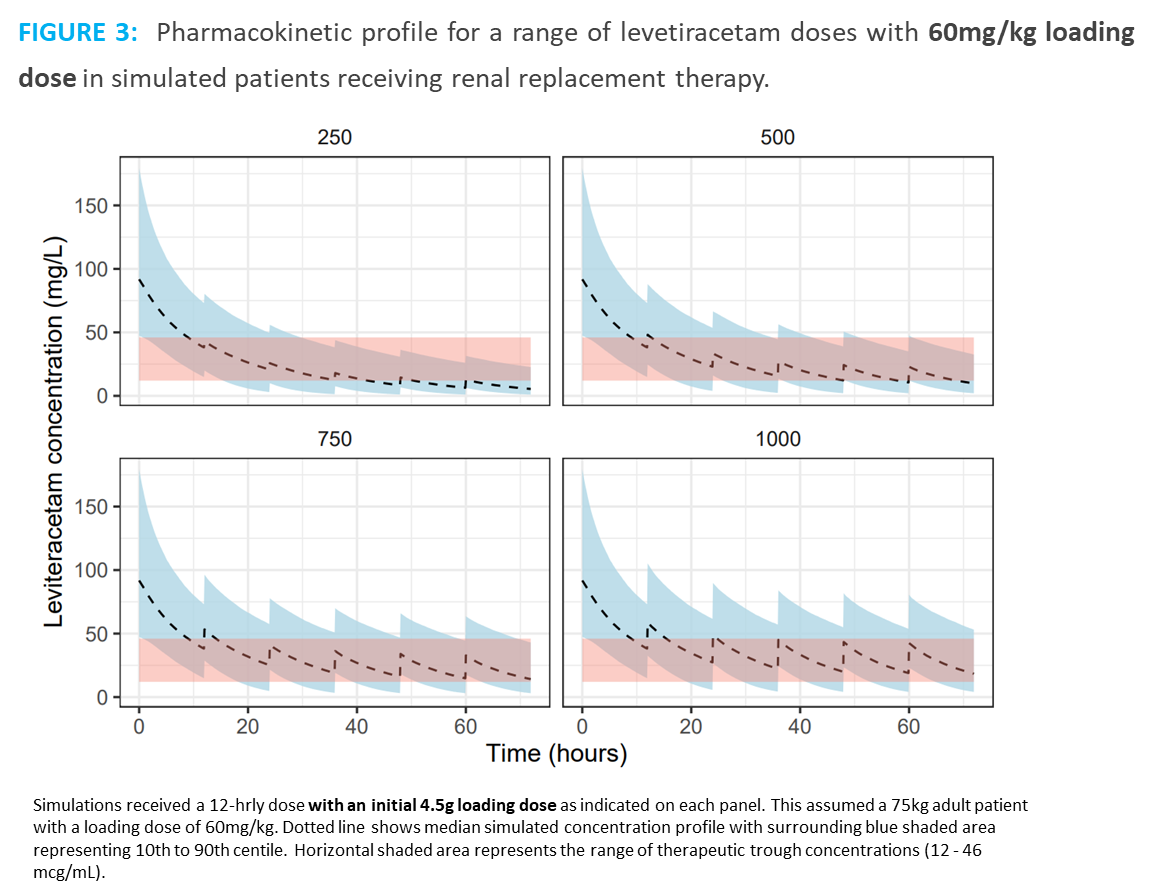 FIGURE 3: Pharmacokinetic profile for a range of levetiracetam doses with 60mg/kg loading
dose in simulated patients receiving renal replacement therapy.
250
500
150
100
50
0
750
1000
150
100
50
0
Leviteracetam concentration (mg/L)
0
20
40
60
0
20
40
60
Time (hours)
Simulations received a 12-hrly dose with an initial 4.5g loading dose as indicated on each panel. This assumed a 75kg adult patient
with a loading dose of 60mg/kg. Dotted line shows median simulated concentration profile with surrounding blue shaded area
representing 10th to 90th centile. Horizontal shaded area represents the range of therapeutic trough concentrations (12 - 46
mcg/mL).